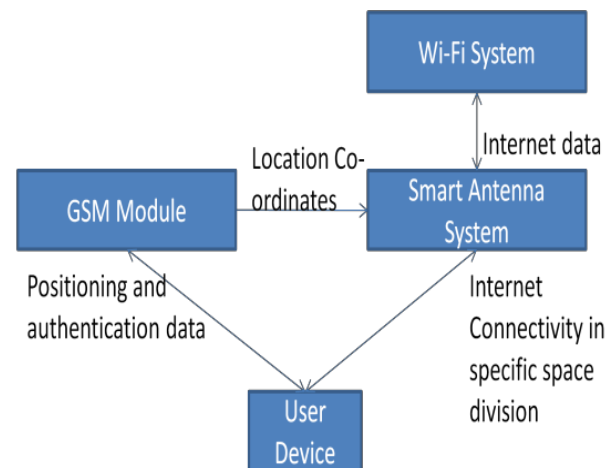 Wi-Fi System
Internet data
Location Co-
ordinates
GSM Module
Smart Antenna
System
Positioning and
authentication data
Internet
Connectivity in
specific space
division
User
Device